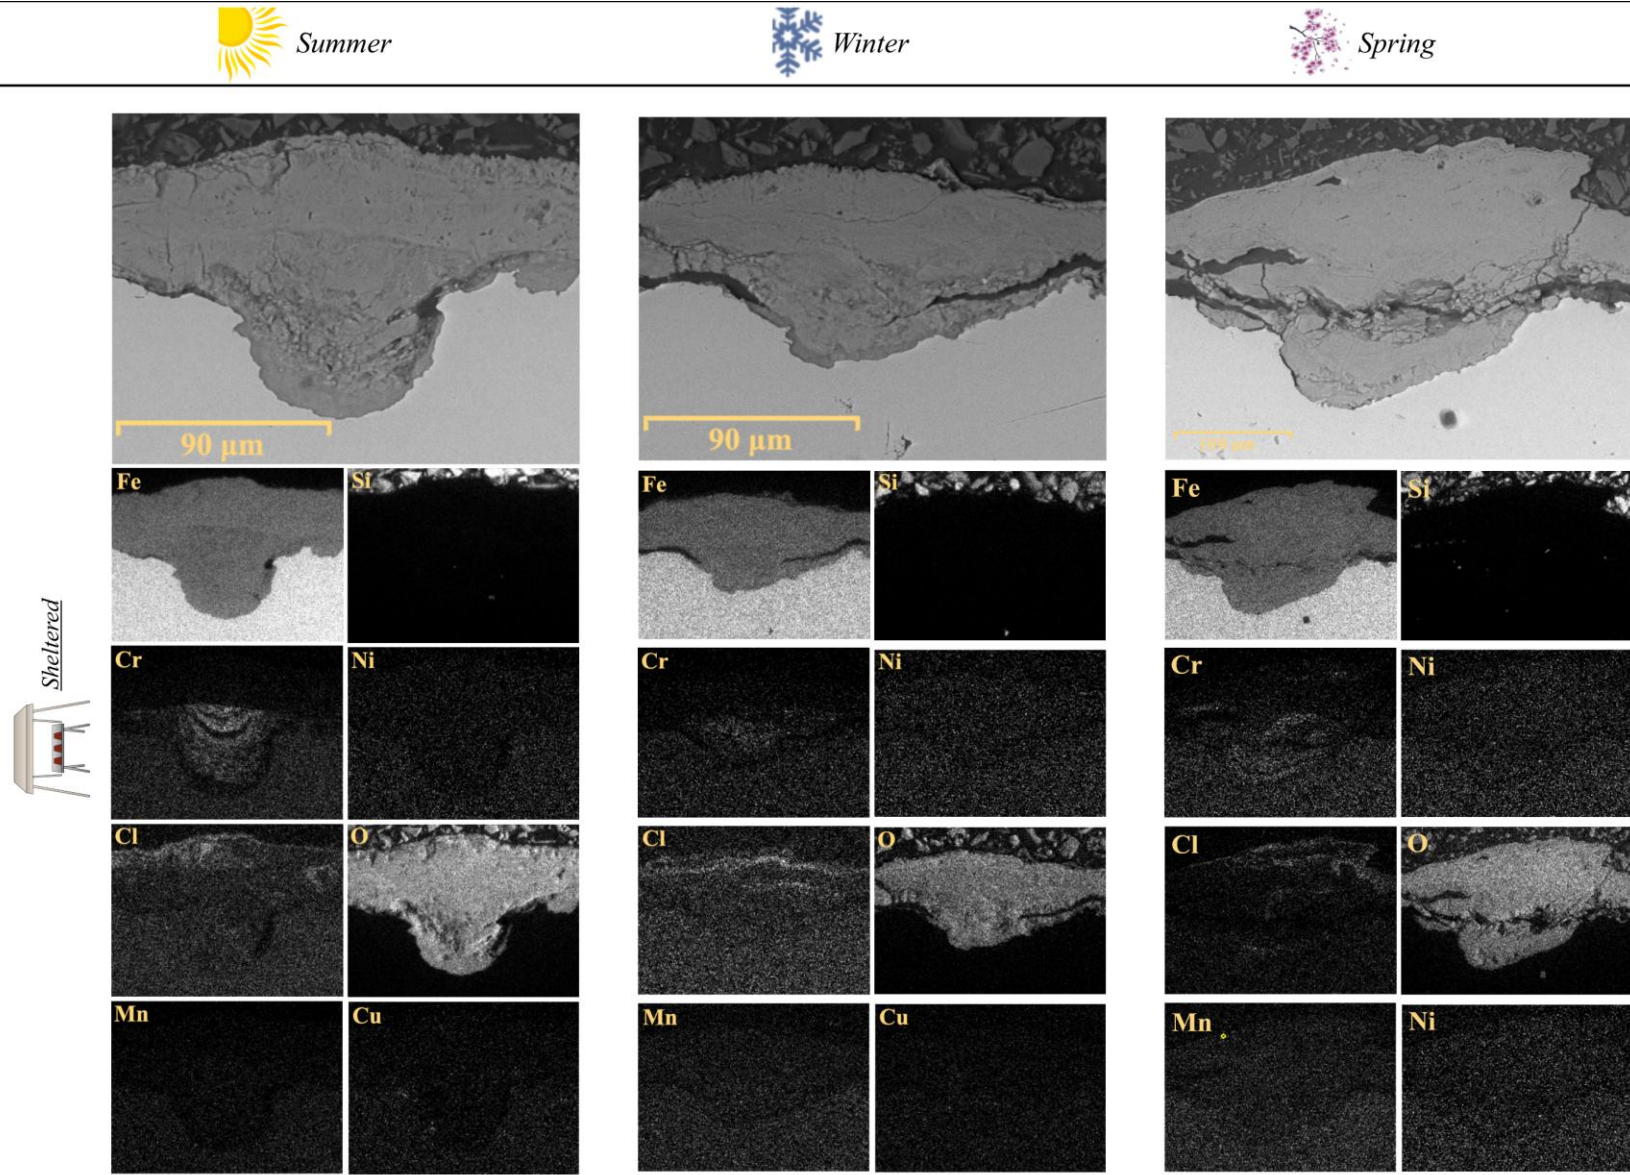 Summer
Winter
Spring
Sheltered
90 µm
90 µm
Fe
Si
Fe
Si
Fe
Si
Cr
Ni
Cr
Ni
Cr
Ni
Cl
O
Cl
O
Cl
O
Mn
Cu
Mn
Cu
Mn
Ni